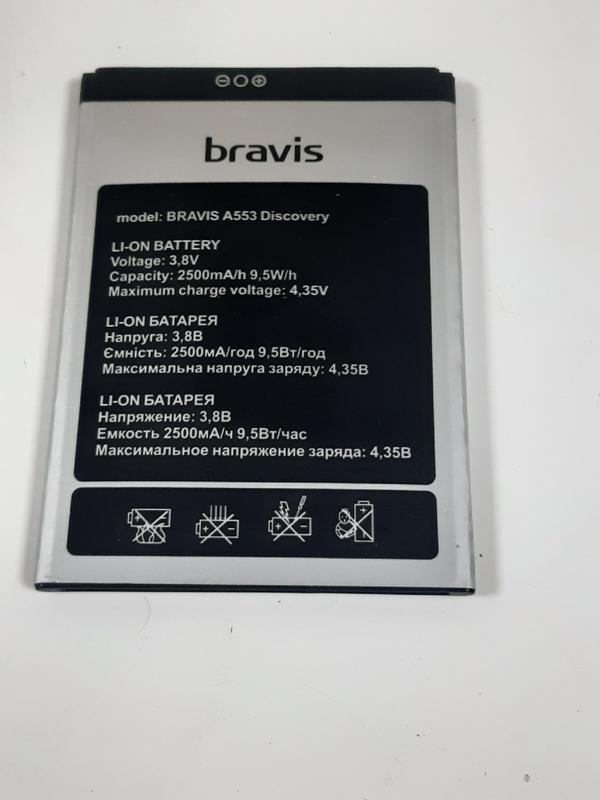 bravis
model: BRAVIS A553 Discovery
LI-ON BATTERY
Voltage: 3,8V
Capacity: 2500mA/h 9,5W/h
Maximum charge voltage: 4,35V
LI-ON БАТАРЕЯ
Напруга: 3,8В
Ємність: 2500мА/год 9,5Вт/год
Максимальна напруга заряду: 4,35В
LI-ON БАТАРЕЯ
Напряжение: 3,8В
Емкость 2500мА/ч 9,5Вт/час
Максимальное напряжение заряда: 4,35В